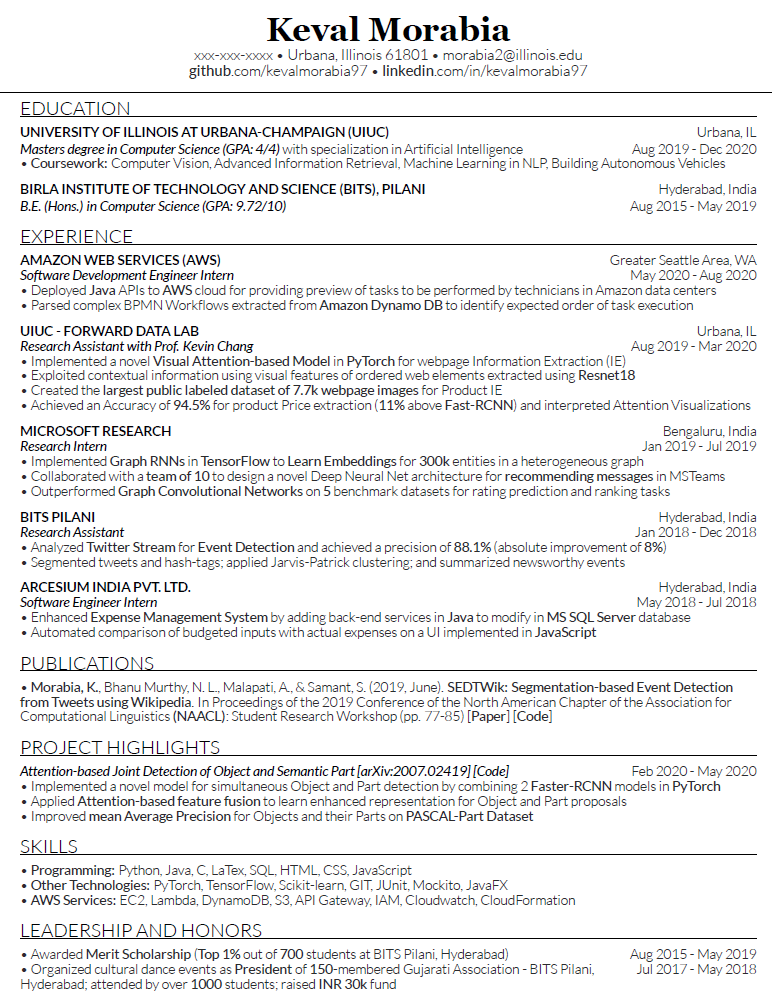 Keval Morabia
xxx-xxx-xxxx • Urbana, Illinois 61801 • morabia2@illinois.edu
github.com/kevalmorabia97 • linkedin.com/in/kevalmorabia97
EDUCATION
UNIVERSITY OF ILLINOIS AT URBANA-CHAMPAIGN (UIUC) Urbana, IL
Masters degree in Computer Science (GPA: 4/4) with specialization in Artificial Intelligence Aug 2019 - Dec 2020
• Coursework: Computer Vision, Advanced Information Retrieval, Machine Learning in NLP, Building Autonomous Vehicles
BIRLA INSTITUTE OF TECHNOLOGY AND SCIENCE (BITS), PILANI Hyderabad, India
B.E. (Hons.) in Computer Science (GPA: 9.72/10) Aug 2015 - May 2019
EXPERIENCE
AMAZON WEB SERVICES (AWS) Greater Seattle Area, WA
Software Development Engineer Intern May 2020 - Aug 2020
• Deployed Java APIs to AWS cloud for providing preview of tasks to be performed by technicians in Amazon data centers
• Parsed complex BPMN Workflows extracted from Amazon Dynamo DB to identify expected order of task execution
UIUC - FORWARD DATA LAB Urbana, IL
Research Assistant with Prof. Kevin Chang Aug 2019 - Mar 2020
• Implemented a novel Visual Attention-based Model in PyTorch for webpage Information Extraction (IE)
• Exploited contextual information using visual features of ordered web elements extracted using Resnet18
• Created the largest public labeled dataset of 7.7k webpage images for Product IE
• Achieved an Accuracy of 94.5% for product Price extraction (11% above Fast-RCNN) and interpreted Attention Visualizations
MICROSOFT RESEARCH Bengaluru, India
Research Intern Jan 2019 - Jul 2019
• Implemented Graph RNNs in TensorFlow to Learn Embeddings for 300k entities in a heterogeneous graph
• Collaborated with a team of 10 to design a novel Deep Neural Net architecture for recommending messages in MSTeams
• Outperformed Graph Convolutional Networks on 5 benchmark datasets for rating prediction and ranking tasks
BITS PILANI Hyderabad, India
Research Assistant Jan 2018 - Dec 2018
• Analyzed Twitter Stream for Event Detection and achieved a precision of 88.1% (absolute improvement of 8%)
• Segmented tweets and hash-tags; applied Jarvis-Patrick clustering; and summarized newsworthy events
ARCESIUM INDIA PVT. LTD. Hyderabad, India
Software Engineer Intern May 2018 - Jul 2018
• Enhanced Expense Management System by adding back-end services in Java to modify in MS SQL Server database
• Automated comparison of budgeted inputs with actual expenses on a UI implemented in JavaScript
PUBLICATIONS
• Morabia, K., Bhanu Murthy, N. L., Malapati, A., & Samant, S. (2019, June). SEDTWik: Segmentation-based Event Detection
from Tweets using Wikipedia. In Proceedings of the 2019 Conference of the North American Chapter of the Association for
Computational Linguistics (NAACL): Student Research Workshop (pp. 77-85) [Paper] [Code]
PROJECT HIGHLIGHTS
Attention-based Joint Detection of Object and Semantic Part [arXiv:2007.02419] [Code] Feb 2020 - May 2020
• Implemented a novel model for simultaneous Object and Part detection by combining 2 Faster-RCNN models in PyTorch
• Applied Attention-based feature fusion to learn enhanced representation for Object and Part proposals
• Improved mean Average Precision for Objects and their Parts on PASCAL-Part Dataset
SKILLS
• Programming: Python, Java, C, LaTex, SQL, HTML, CSS, JavaScript
• Other Technologies: PyTorch, TensorFlow, Scikit-learn, GIT, JUnit, Mockito, JavaFX
• AWS Services: EC2, Lambda, DynamoDB, S3, API Gateway, IAM, Cloudwatch, CloudFormation
LEADERSHIP AND HONORS
• Awarded Merit Scholarship (Top 1% out of 700 students at BITS Pilani, Hyderabad) Aug 2015 - May 2019
• Organized cultural dance events as President of 150-membered Gujarati Association - BITS Pilani, Jul 2017 - May 2018
Hyderabad; attended by over 1000 students; raised INR 30k fund